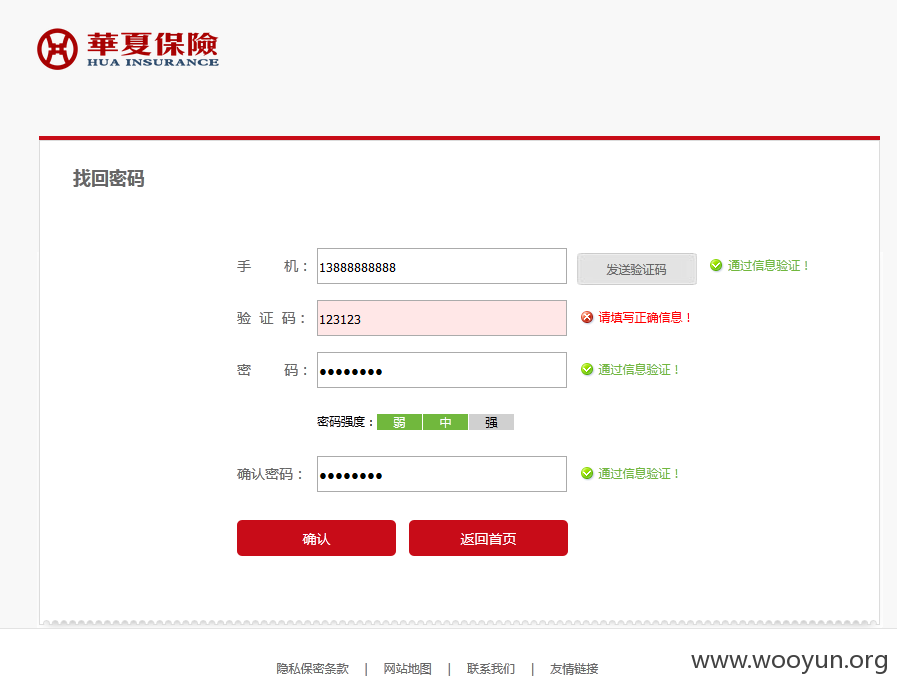 華夏保險
HUA INSURANCE
找回密码
手 机： 13888888888 发送验证码 通过信息验证！
验 证 码： 123123 请填写正确信息！
密 码： ●●●●●●●● 通过信息验证！
密码强度： 弱 中 强
确认密码： ●●●●●●●● 通过信息验证！
确认 返回首页
隐私保密条款 | 网站地图 | 联系我们 | 友情链接
www.wooyun.org